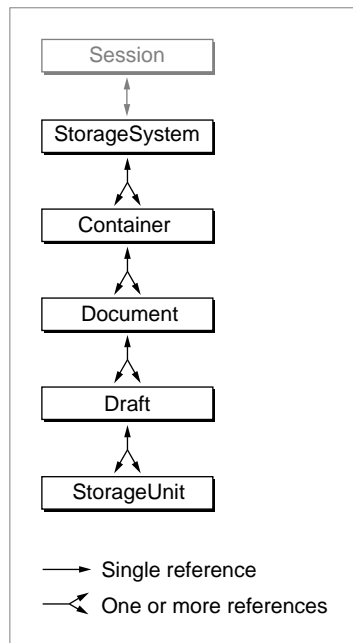 Session
StorageSystem
Container
Document
Draft
StorageUnit
Single reference
One or more references